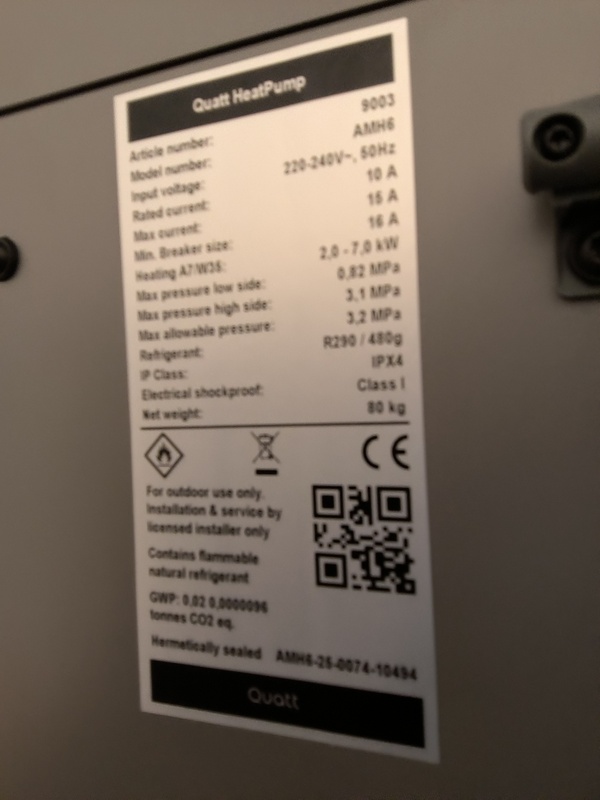 Quatt HeatPump
Article number: 9003
Model number: AMH6
Input voltage: 220-240V~, 50Hz
Rated current: 10 A
Max current: 15 A
Min. Breaker size: 16 A
Heating A7/W35: 2,0 - 7,0 kW
Max pressure low side: 0,82 MPa
Max pressure high side: 3,1 MPa
Max allowable pressure: 3,2 MPa
Refrigerant: R290 / 480g
IP Class: IPX4
Electrical shockproof: Class I
Net weight: 80 kg
CE
For outdoor use only.
Installation & service by
licensed installer only
Contains flammable
natural refrigerant
GWP: 0,02 0,0000096
tonnes CO2 eq.
Hermetically sealed AMH6-25-0074-10494
Quatt